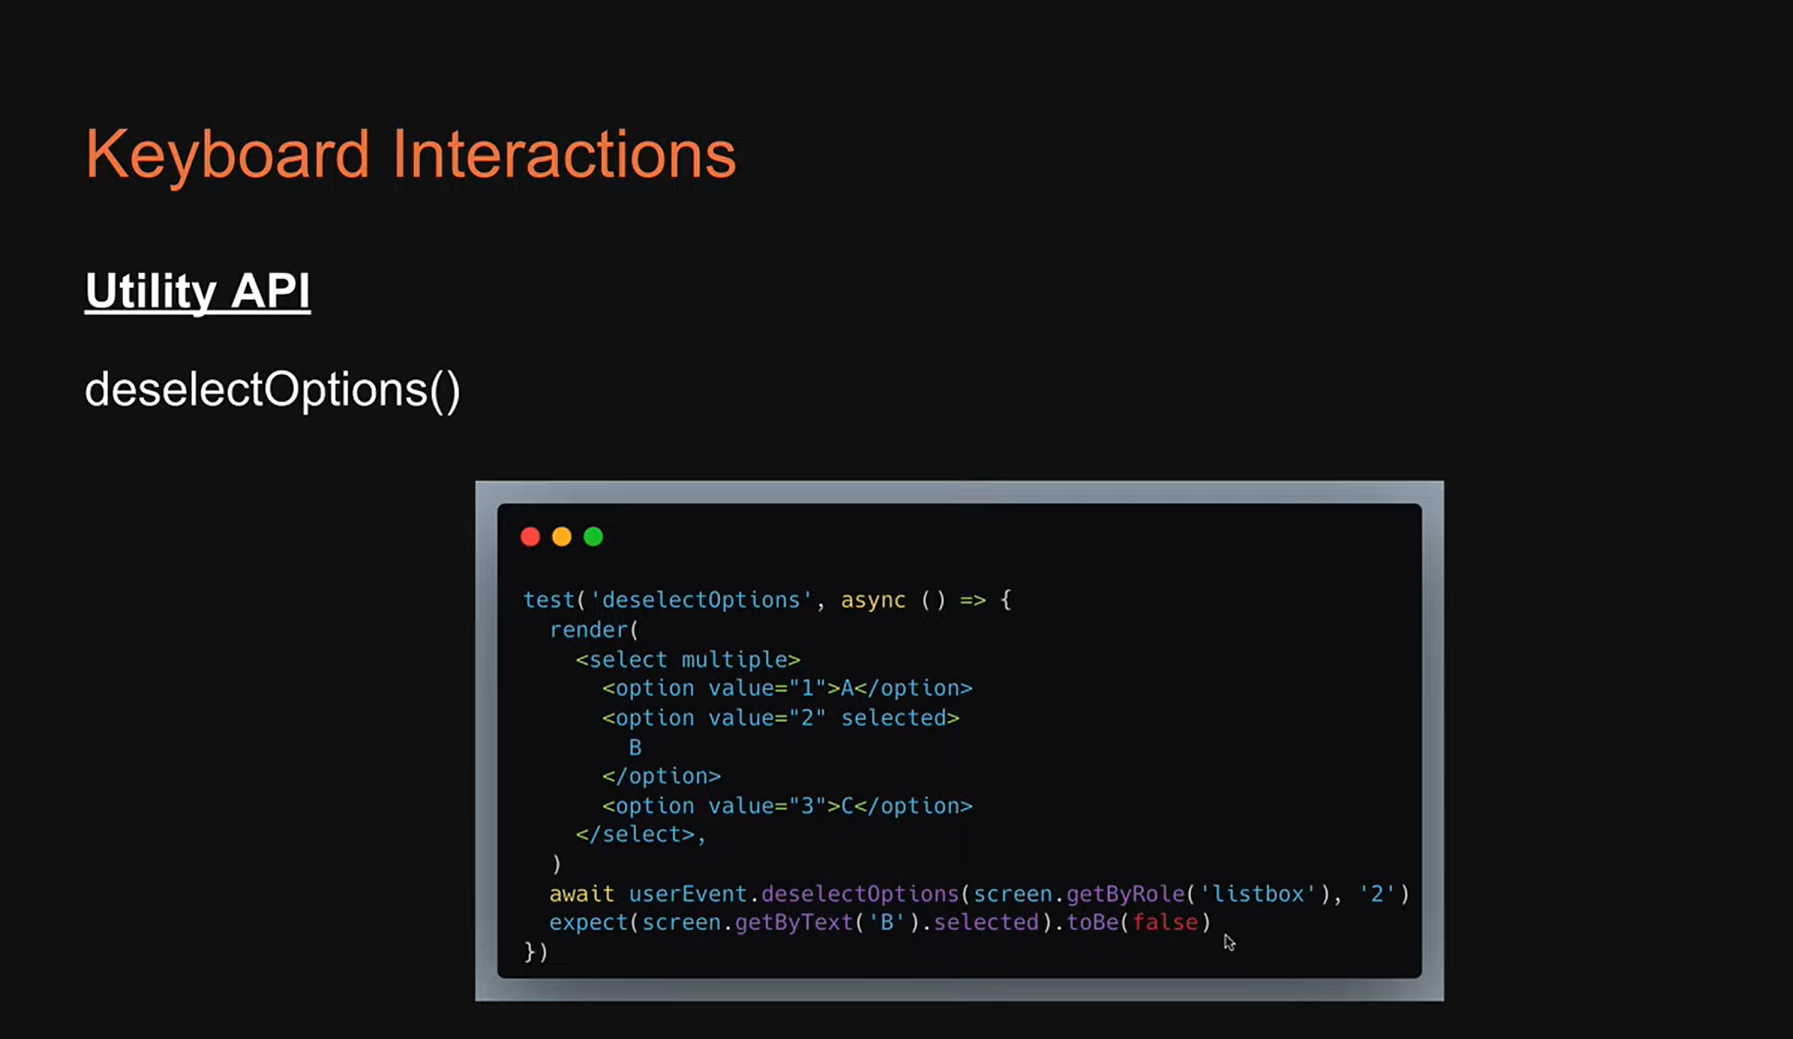 Keyboard Interactions
Utility API
deselectOptions()
test('deselectOptions', async () => {
  render(
    <select multiple>
      <option value="1">A</option>
      <option value="2" selected>
        B
      </option>
      <option value="3">C</option>
    </select>,
  )
  await userEvent.deselectOptions(screen.getByRole('listbox'), '2')
  expect(screen.getByText('B').selected).toBe(false)
})